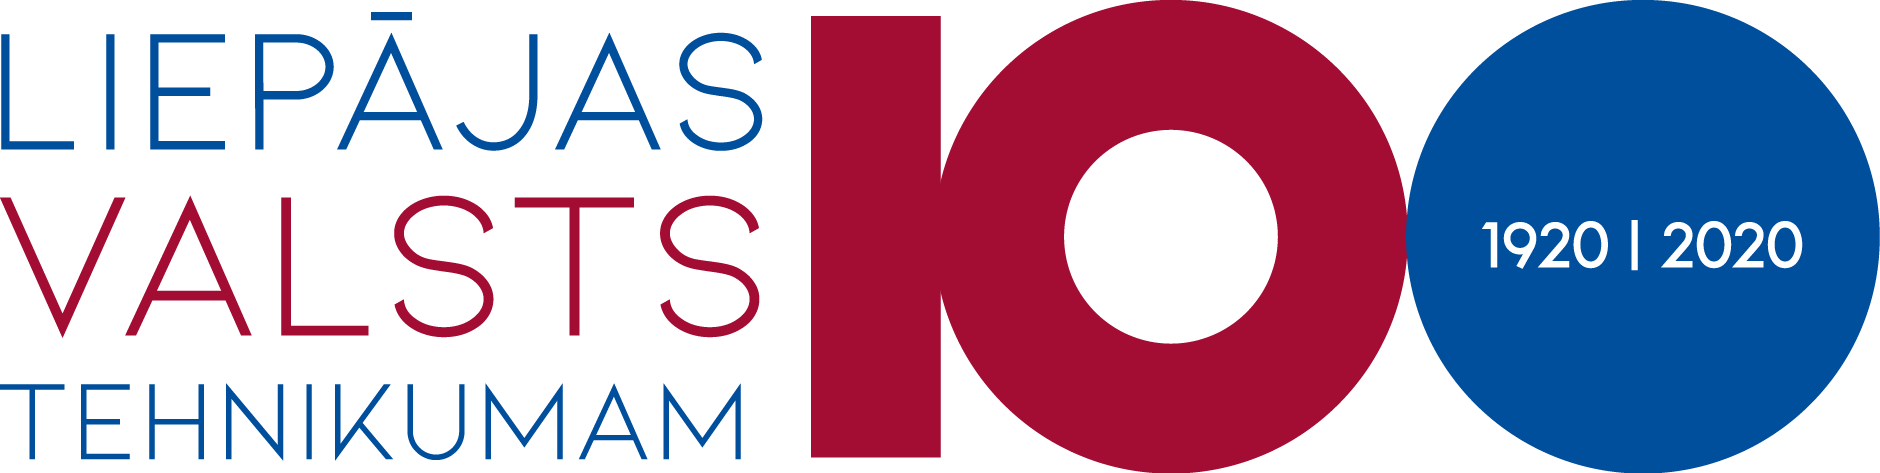 LIEPĀJAS
VALSTS
TEHNIKUMAM
100
1920 | 2020